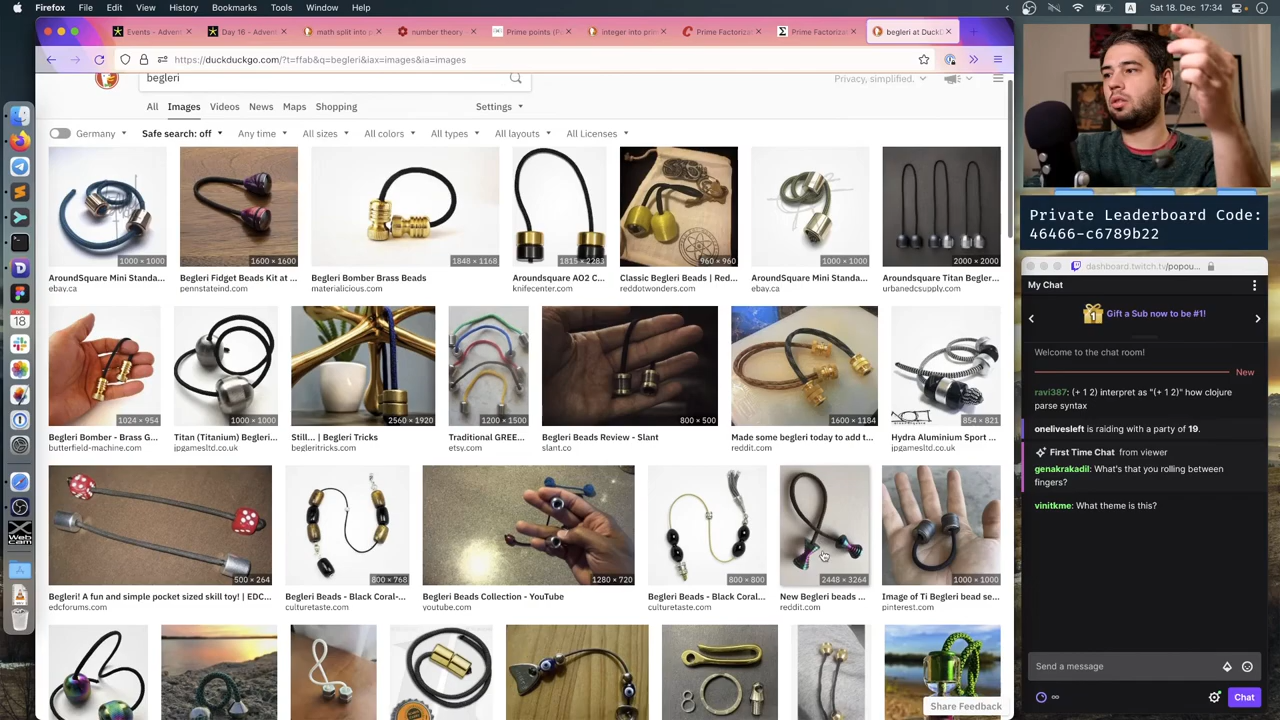 Firefox File Edit View History Bookmarks Tools Window Help
A Sat 18. Dec 17:34
Events - Advent
Day 16 - Advent
math split into p
number theory
Prime points (Po
integer into prim
Prime Factorizat
Prime Factorizat
begleri at DuckD
https://duckduckgo.com/?t=ftab&q=begleri&iax=images&ia=images
begleri
Privacy, simplified.
All Images Videos News Maps Shopping
Settings
Germany Safe search: off Any time All sizes All colors All types All layouts All Licenses
1000 × 1000
1600 × 1600
1848 × 1168
1815 × 2283
960 × 960
1000 × 1000
2000 × 2000
AroundSquare Mini Standa...
ebay.ca
Begleri Fidget Beads Kit at ...
pennstateind.com
Begleri Bomber Brass Beads
materialicious.com
Aroundsquare AO2 C...
knifecenter.com
Classic Begleri Beads | Red...
reddotwonders.com
AroundSquare Mini Standa...
ebay.ca
Aroundsquare Titan Begler...
urbanedcsupply.com
1024 × 954
1000 × 1000
2560 × 1920
1200 × 1500
800 × 500
1600 × 1184
854 × 821
Begleri Bomber - Brass G...
butterfield-machine.com
Titan (Titanium) Begleri...
jpgamesltd.co.uk
Still... | Begleri Tricks
begleritricks.com
Traditional GREE...
etsy.com
Begleri Beads Review - Slant
slant.co
Made some begleri today to add t...
reddit.com
Hydra Aluminium Sport ...
jpgamesltd.co.uk
500 × 264
800 × 768
1280 × 720
800 × 800
2448 × 3264
1000 × 1000
Begleri! A fun and simple pocket sized skill toy! | EDC...
edcforums.com
Begleri Beads - Black Coral-...
culturetaste.com
Begleri Beads Collection - YouTube
youtube.com
Begleri Beads - Black Coral...
culturetaste.com
New Begleri beads ...
reddit.com
Image of Ti Begleri bead se...
pinterest.com
Share Feedback
DEC
18
WEB
CAM
Private Leaderboard Code:
46466-c6789b22
dashboard.twitch.tv/popou...
My Chat
1 Gift a Sub now to be #1!
Welcome to the chat room!
New
ravi387: (+ 1 2) interpret as "(+ 1 2)" how clojure
parse syntax
onelivesleft is raiding with a party of 19.
First Time Chat from viewer
genakrakadil: What's that you rolling between
fingers?
vinitkme: What theme is this?
Send a message
∞
Chat